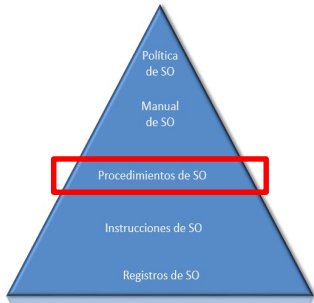 Política
de SO
Manual
de SO
Procedimientos de SO
Instrucciones de SO
Registros de SO